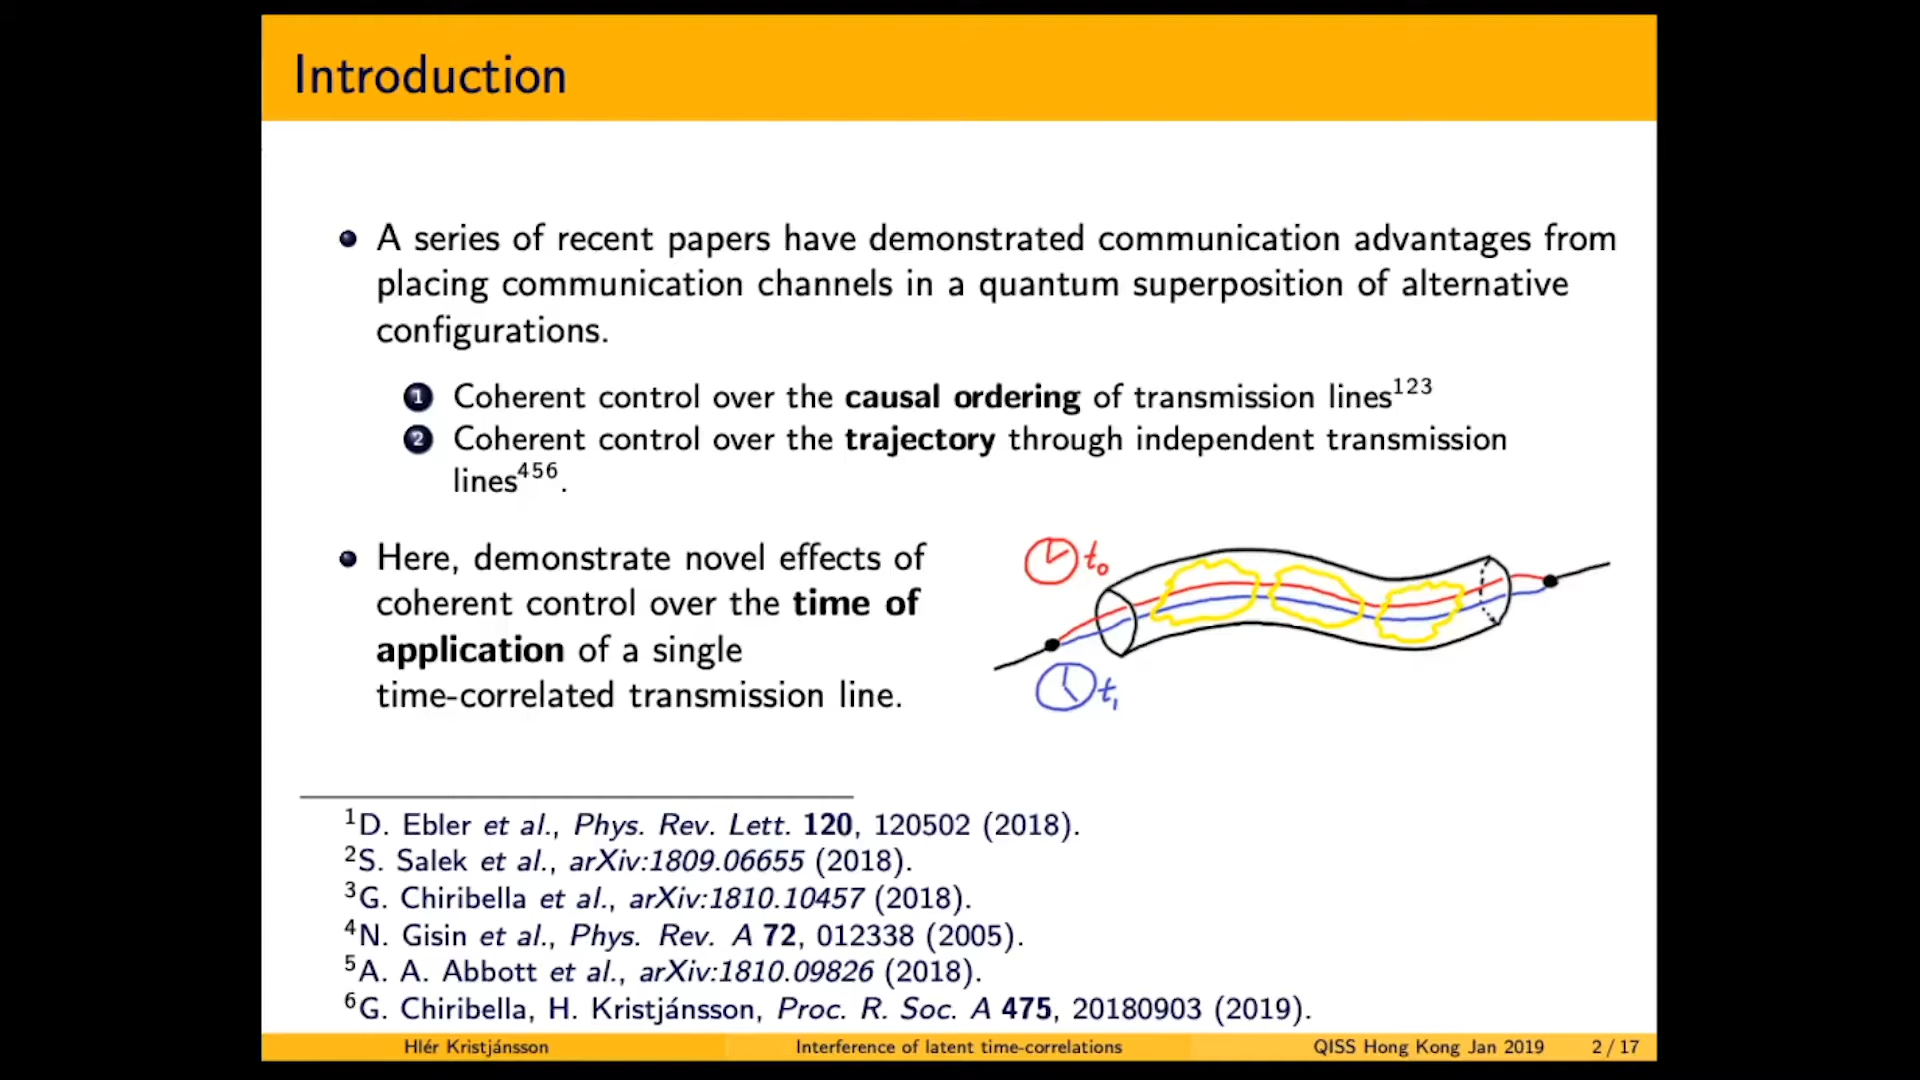 Introduction
A series of recent papers have demonstrated communication advantages from
placing communication channels in a quantum superposition of alternative
configurations.
1 Coherent control over the causal ordering of transmission lines¹²³
2 Coherent control over the trajectory through independent transmission
lines⁴⁵⁶.
Here, demonstrate novel effects of
coherent control over the time of
application of a single
time-correlated transmission line.
t₀
t₁
¹D. Ebler et al., Phys. Rev. Lett. 120, 120502 (2018).
²S. Salek et al., arXiv:1809.06655 (2018).
³G. Chiribella et al., arXiv:1810.10457 (2018).
⁴N. Gisin et al., Phys. Rev. A 72, 012338 (2005).
⁵A. A. Abbott et al., arXiv:1810.09826 (2018).
⁶G. Chiribella, H. Kristjánsson, Proc. R. Soc. A 475, 20180903 (2019).
Hlér Kristjánsson Interference of latent time-correlations QISS Hong Kong Jan 2019 2 / 17